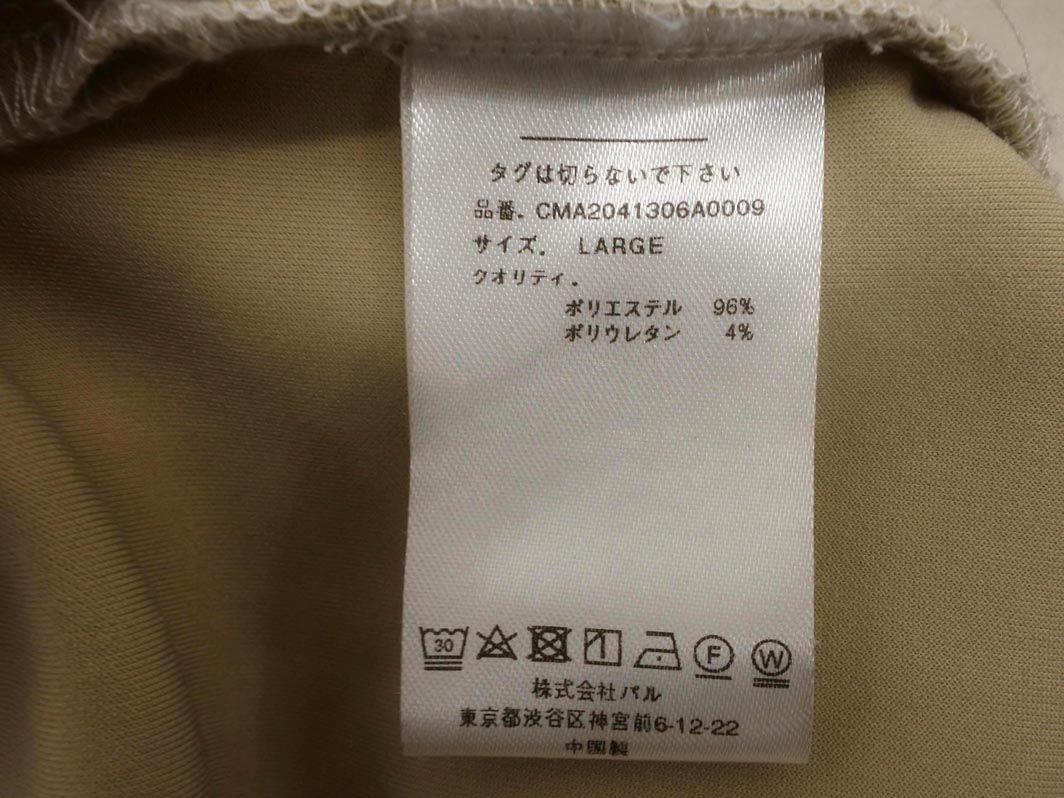 タグは切らないで下さい
品番. CMA2041306A0009
サイズ. LARGE
クオリティ.
ポリエステル 96%
ポリウレタン 4%
30 F W
株式会社パル
東京都渋谷区神宮前6-12-22
中国製